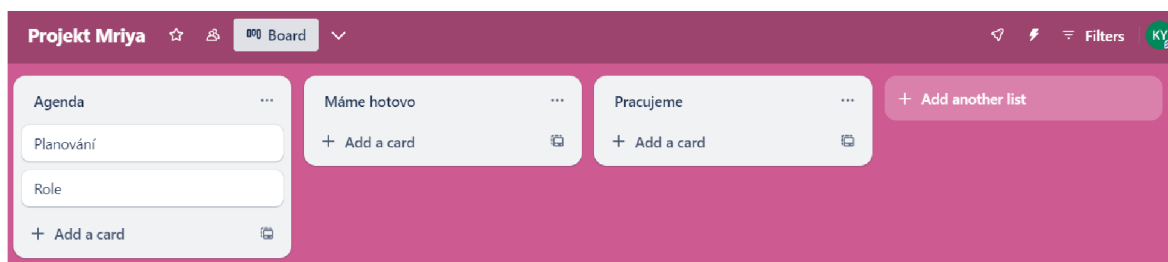 Projekt Mriya Board Filters KY
Agenda
Planování
Role
+ Add a card
Máme hotovo
+ Add a card
Pracujeme
+ Add a card
+ Add another list